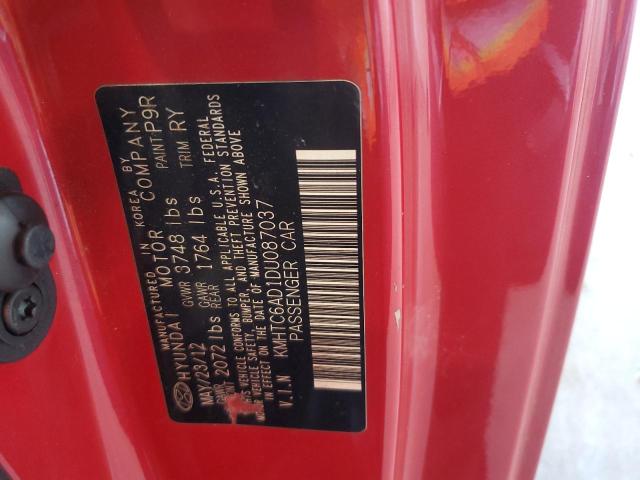 MANUFACTURED IN KOREA BY
HYUNDAI MOTOR COMPANY
MAY/23/12 GVWR 3748 lbs PAINT P9R
GAWR FRONT 2072 lbs GAWR REAR 1764 lbs TRIM RY
THIS VEHICLE CONFORMS TO ALL APPLICABLE U.S.A. FEDERAL
MOTOR VEHICLE SAFETY, BUMPER, AND THEFT PREVENTION STANDARDS
IN EFFECT ON THE DATE OF MANUFACTURE SHOWN ABOVE
V.I.N KMHTC6AD1DU087037
PASSENGER CAR